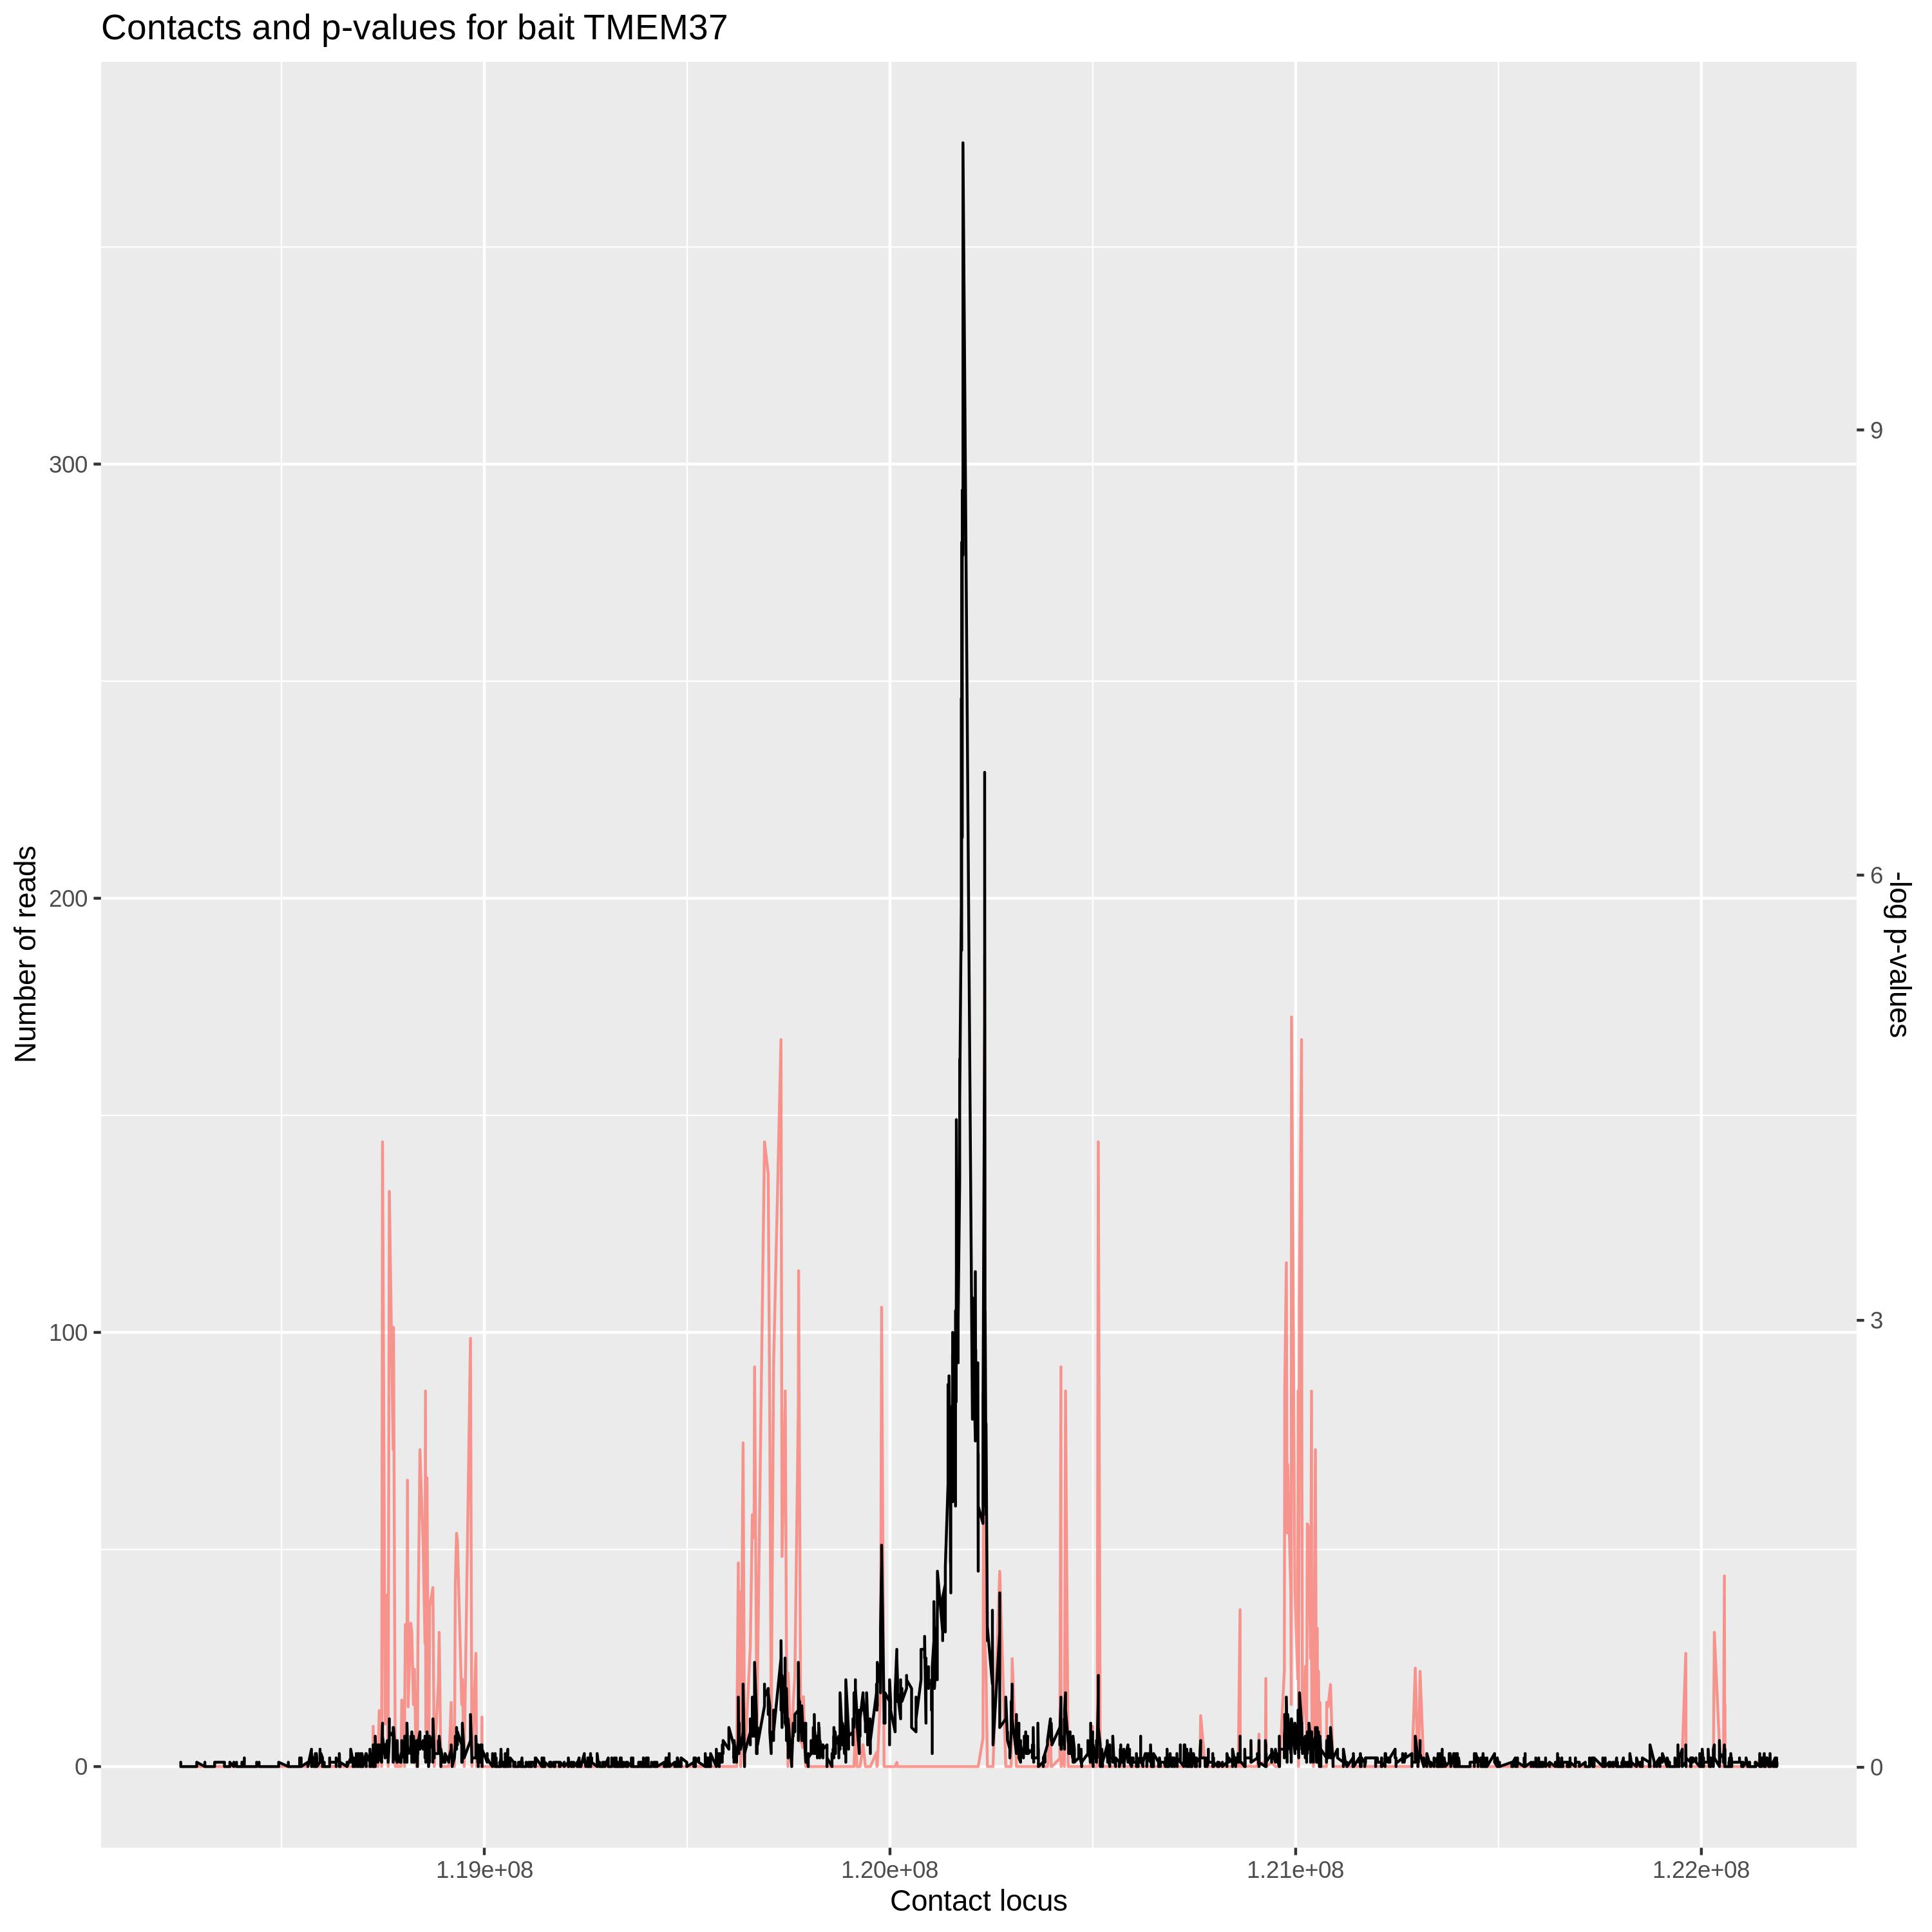 Contacts and p-values for bait TMEM37
Number of reads
300
200
100
0
9
6
3
0
-log p-values
1.19e+08 1.20e+08 1.21e+08 1.22e+08
Contact locus